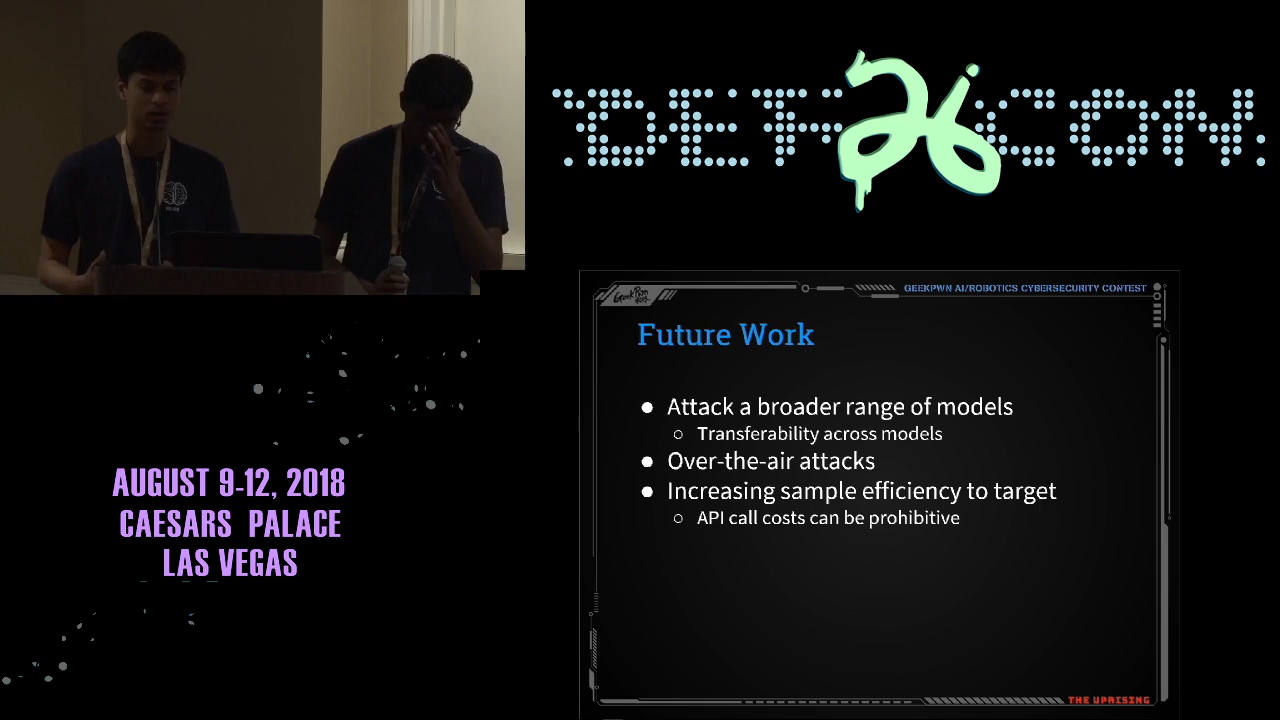 DEF 26 CON
AUGUST 9-12, 2018
CAESARS PALACE
LAS VEGAS
GeekPwn
GEEKPWN AI/ROBOTICS CYBERSECURITY CONTEST
Future Work
● Attack a broader range of models
○ Transferability across models
● Over-the-air attacks
● Increasing sample efficiency to target
○ API call costs can be prohibitive
THE UPRISING